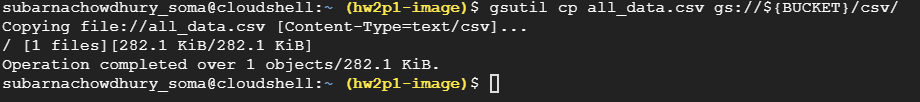 subarnachowdhury_soma@cloudshell:~ (hw2p1-image)$ gsutil cp all_data.csv gs://${BUCKET}/csv/
Copying file://all_data.csv [Content-Type=text/csv]...
/ [1 files][282.1 KiB/282.1 KiB]
Operation completed over 1 objects/282.1 KiB.
subarnachowdhury_soma@cloudshell:~ (hw2p1-image)$